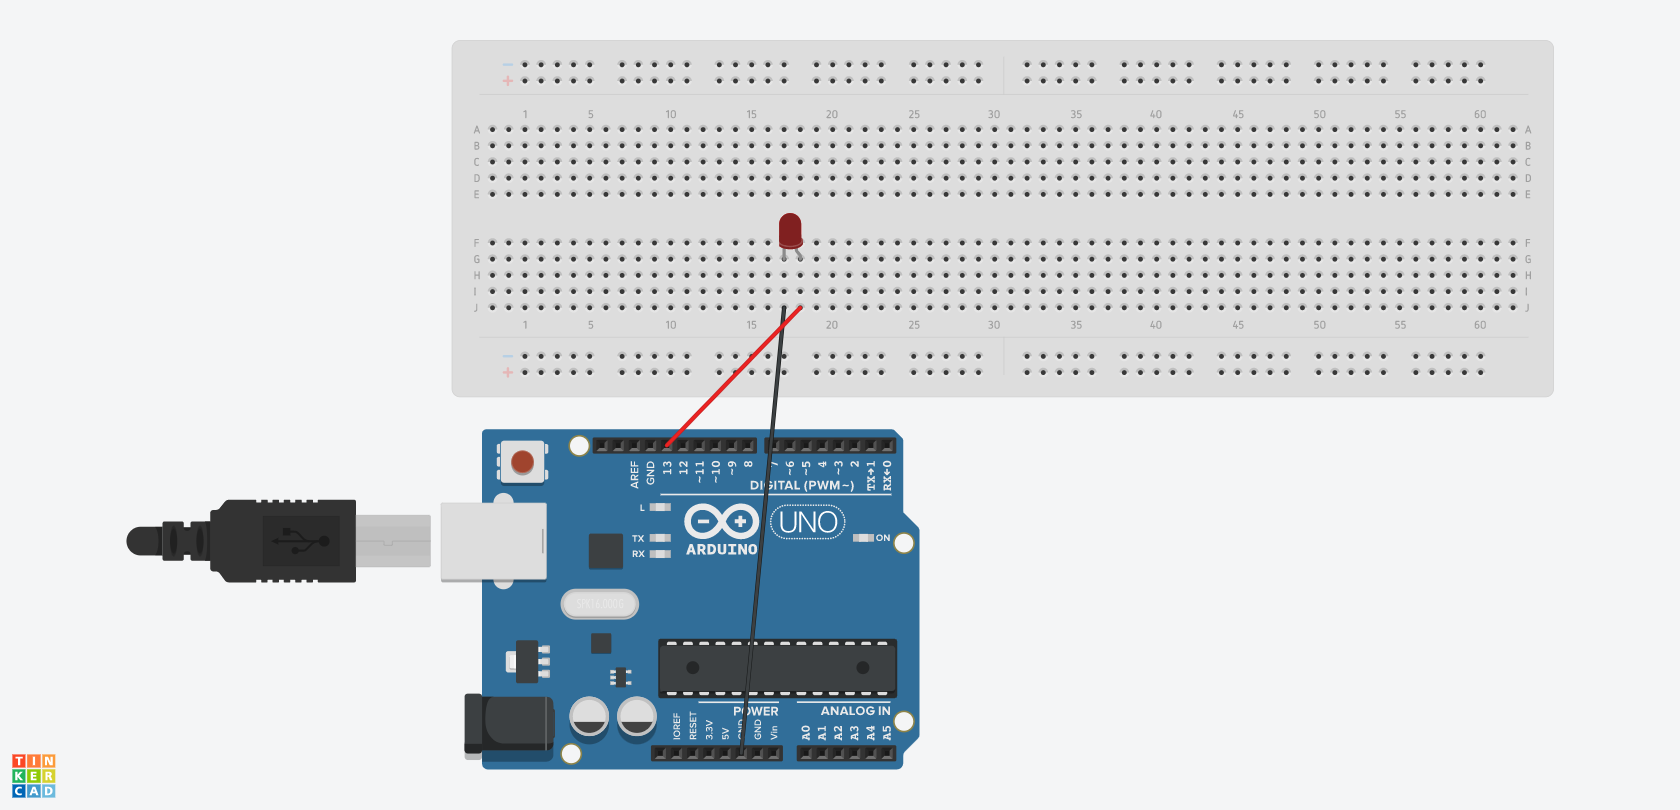 − −
+
1 5 10 15 20 25 30 35 40 45 50 55 60
A A
B B
C C
D D
E E
F F
G G
H H
I I
J J
1 5 10 15 20 25 30 35 40 45 50 55 60
−
+
AREF GND 13 12 ~11 ~10 ~9 8 7 ~6 ~5 4 ~3 2 TX→1 RX←0
DIGITAL (PWM~)
L
TX
RX
ARDUINO
UNO
ON
SPK16.000G
POWER
ANALOG IN
IOREF RESET 3.3V 5V GND GND Vin A0 A1 A2 A3 A4 A5
TIN
KER
CAD